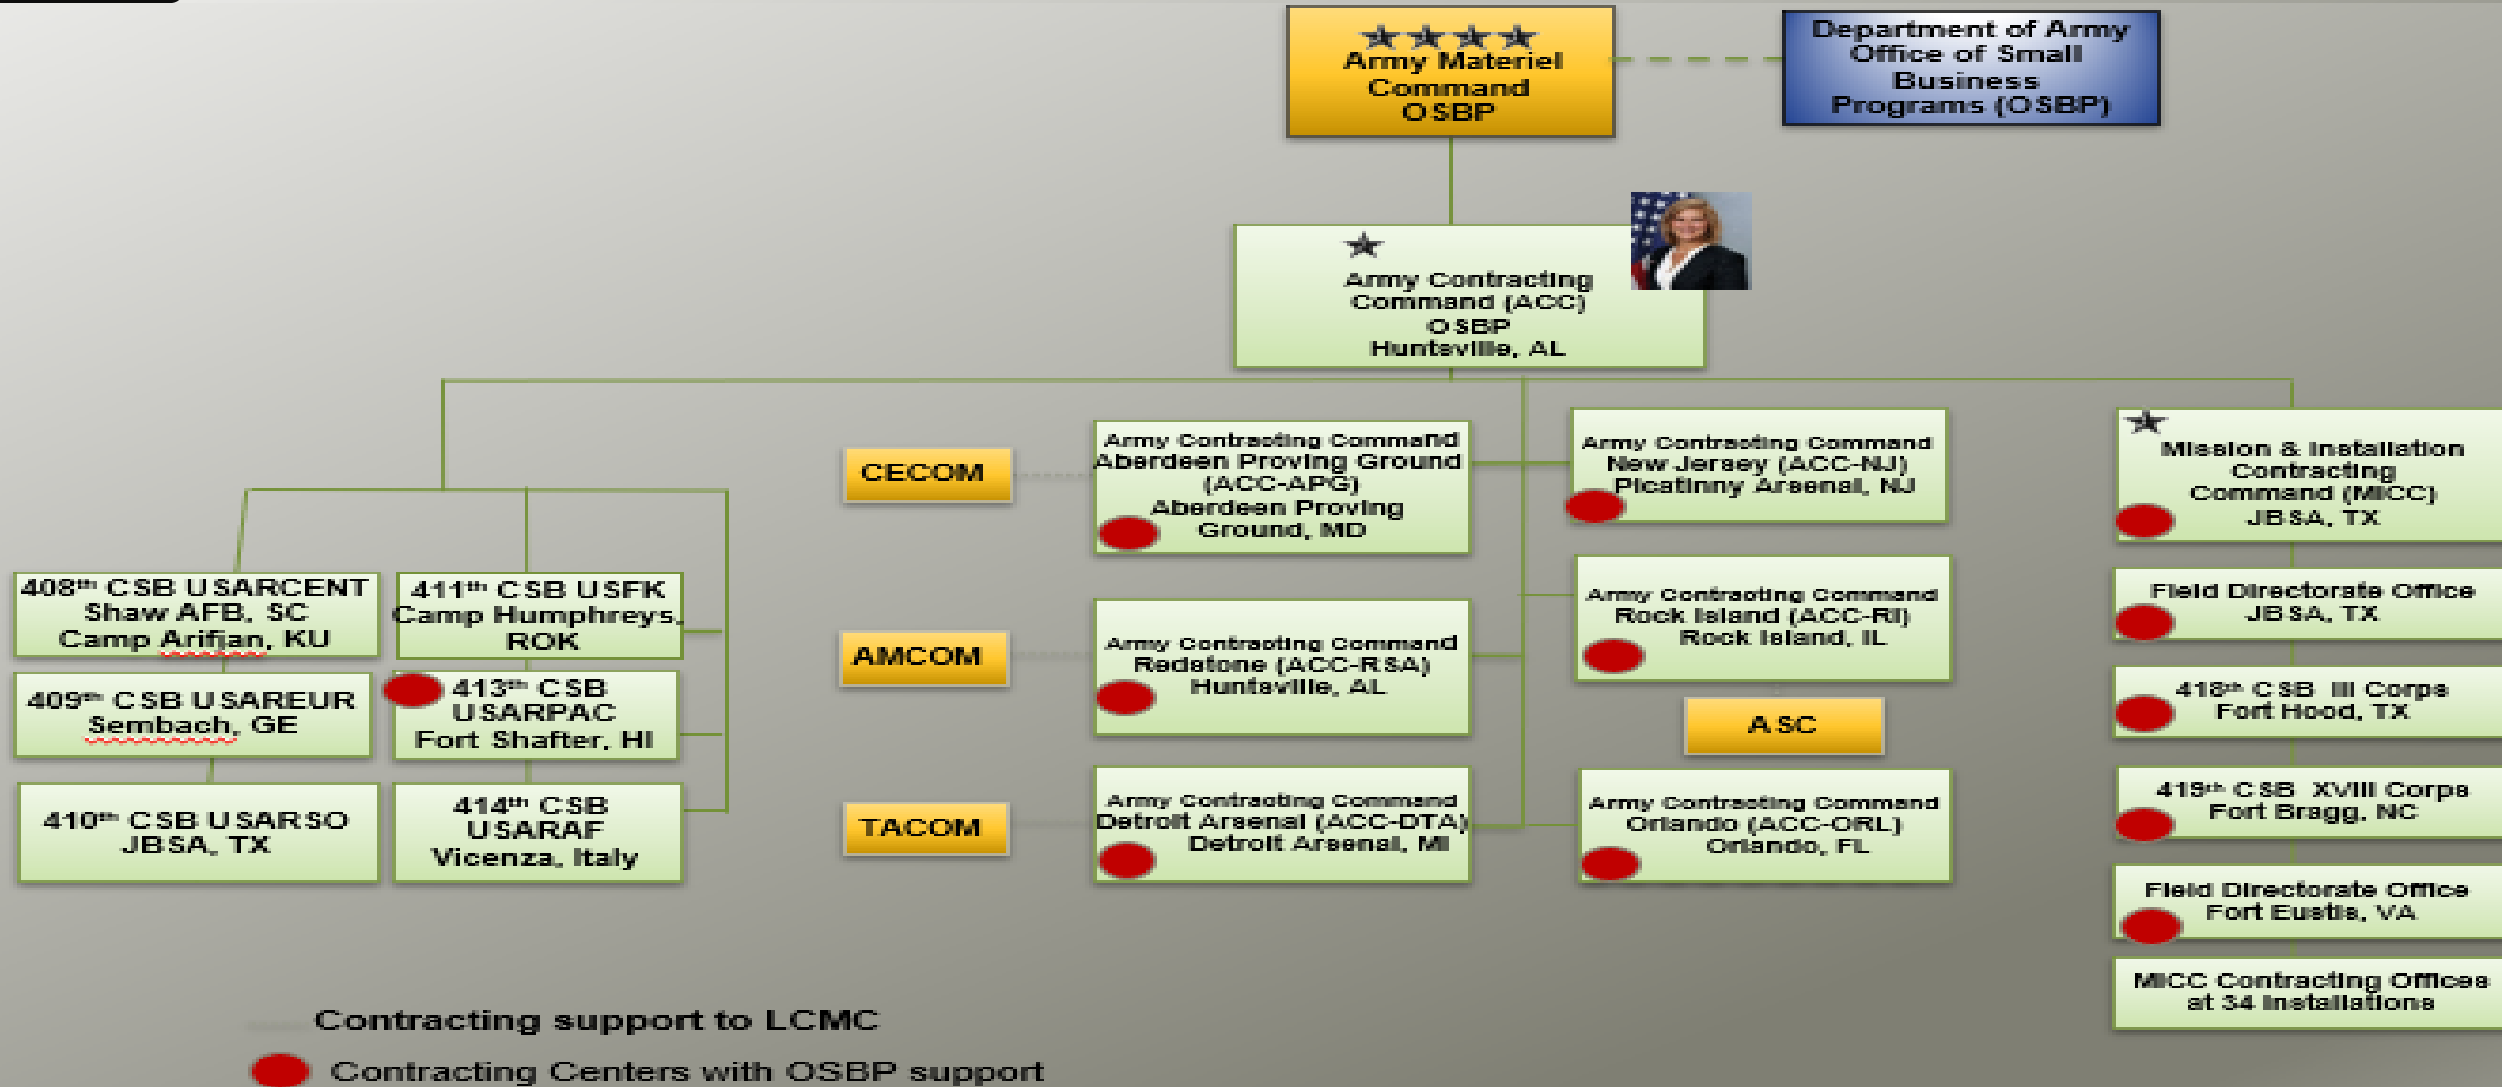 Army Materiel
Command
OSBP
Department of Army
Office of Small
Business
Programs (OSBP)
Army Contracting
Command (ACC)
OSBP
Huntsville, AL
408th CSB USARCENT
Shaw AFB, SC
Camp Arifjan, KU
409th CSB USAREUR
Sembach, GE
410th CSB USARSO
JBSA, TX
411th CSB USFK
Camp Humphreys,
ROK
413th CSB
USARPAC
Fort Shafter, HI
414th CSB
USARAF
Vicenza, Italy
CECOM
AMCOM
TACOM
Army Contracting Command
Aberdeen Proving Ground
(ACC-APG)
Aberdeen Proving
Ground, MD
Army Contracting Command
Redstone (ACC-RSA)
Huntsville, AL
Army Contracting Command
Detroit Arsenal (ACC-DTA)
Detroit Arsenal, MI
Army Contracting Command
New Jersey (ACC-NJ)
Picatinny Arsenal, NJ
Army Contracting Command
Rock Island (ACC-RI)
Rock Island, IL
ASC
Army Contracting Command
Orlando (ACC-ORL)
Orlando, FL
Mission & Installation
Contracting
Command (MICC)
JBSA, TX
Field Directorate Office
JBSA, TX
418th CSB III Corps
Fort Hood, TX
419th CSB XVIII Corps
Fort Bragg, NC
Field Directorate Office
Fort Eustis, VA
MICC Contracting Offices
at 34 Installations
Contracting support to LCMC
Contracting Centers with OSBP support